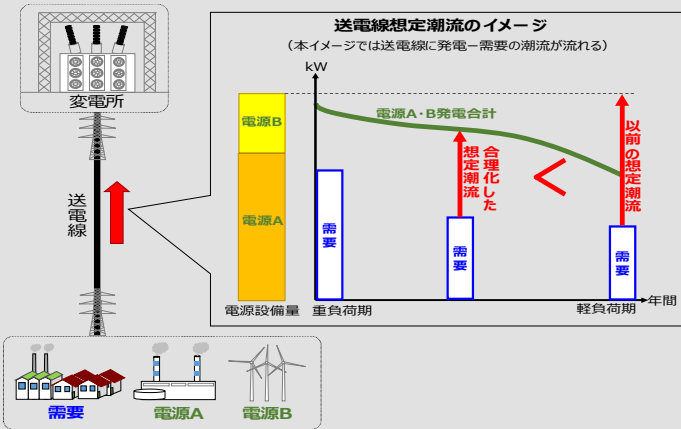 送電線想定潮流のイメージ
（本イメージでは送電線に発電－需要の潮流が流れる）
kW
電源B
電源A
電源A・B発電合計
需要
合理化した
想定潮流
需要
＜
以前の想定潮流
需要
電源設備量
重負荷期
軽負荷期
年間
変電所
送電線
需要
電源A
電源B